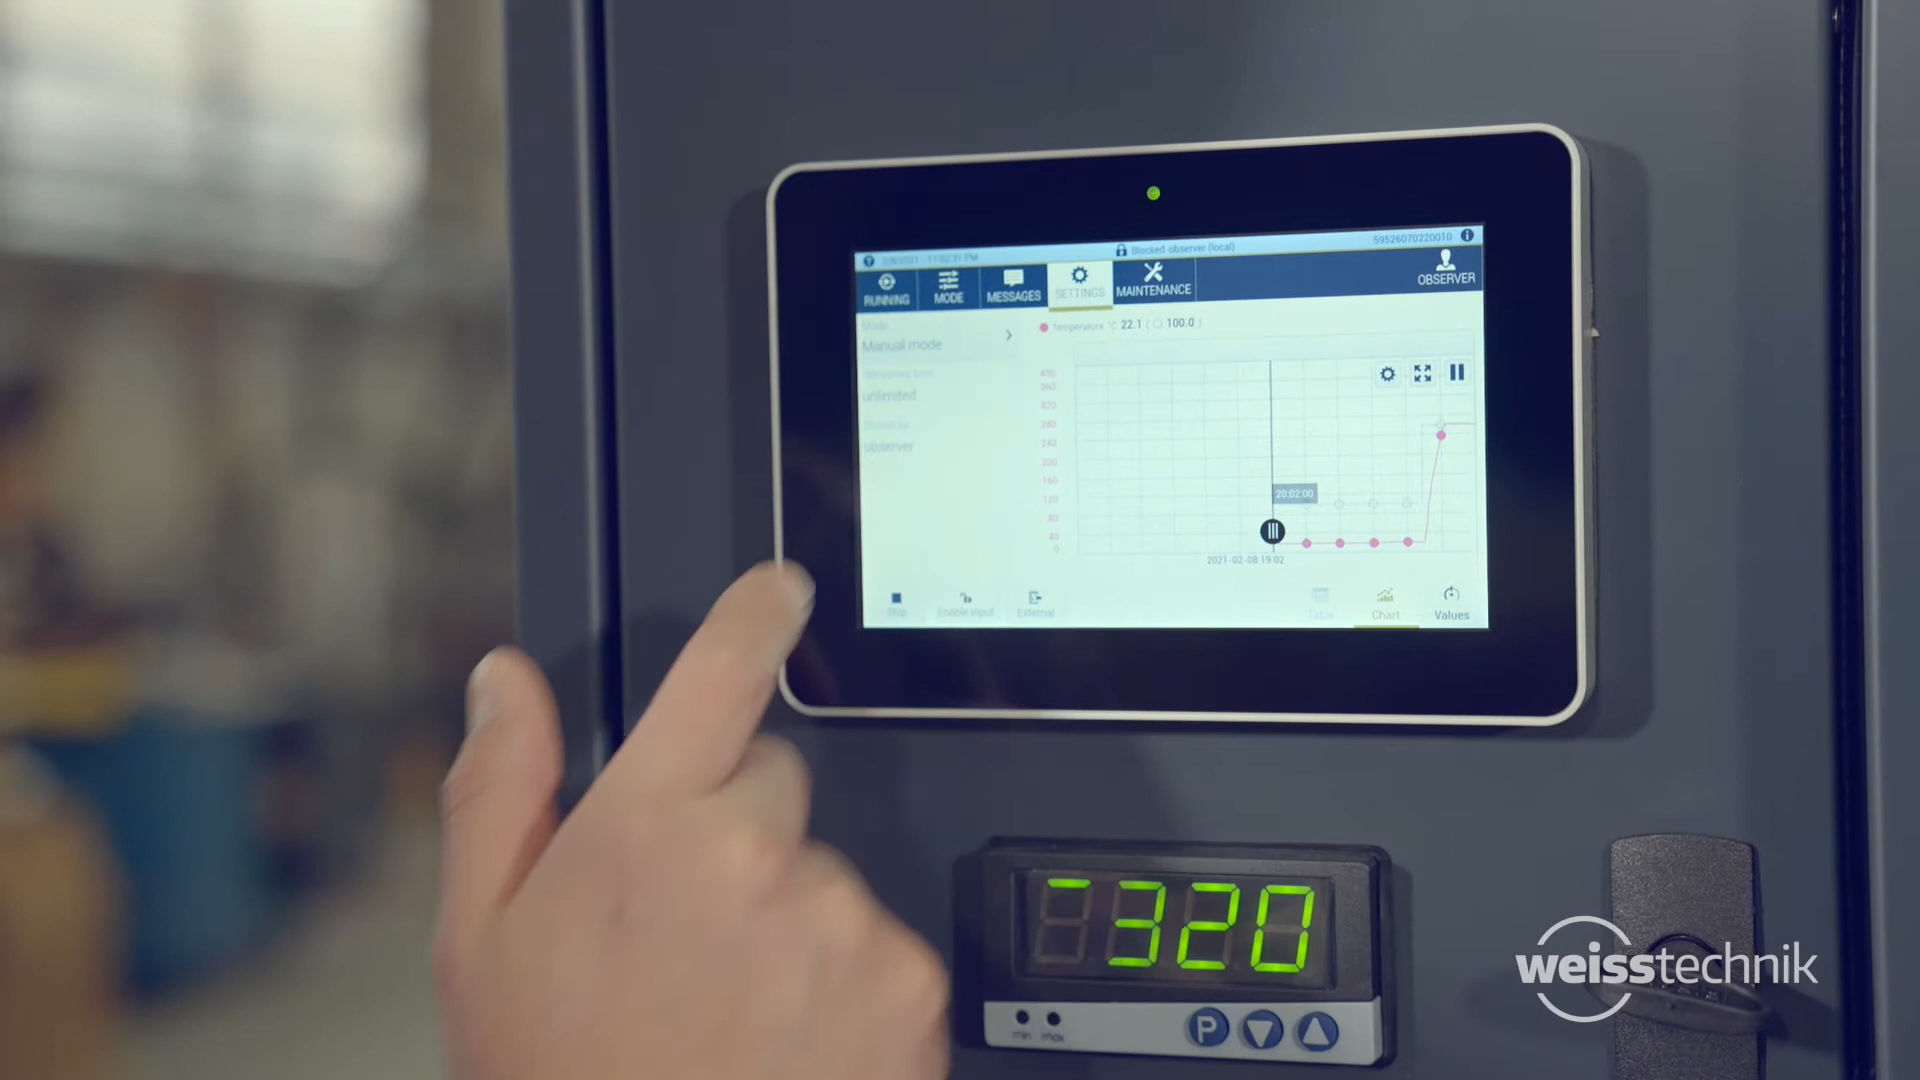 Blocked observer (local)
59526070220010
RUNNING
MODE
MESSAGES
SETTINGS
MAINTENANCE
OBSERVER
Manual mode
unlimited
observer
Temperature °C 22.1 ( 100.0 )
400
360
320
280
240
200
160
120
80
40
0
20:02:00
2021-02-08 19:02
Stop
Enable input
External
Table
Chart
Values
320
min
max
P
weisstechnik